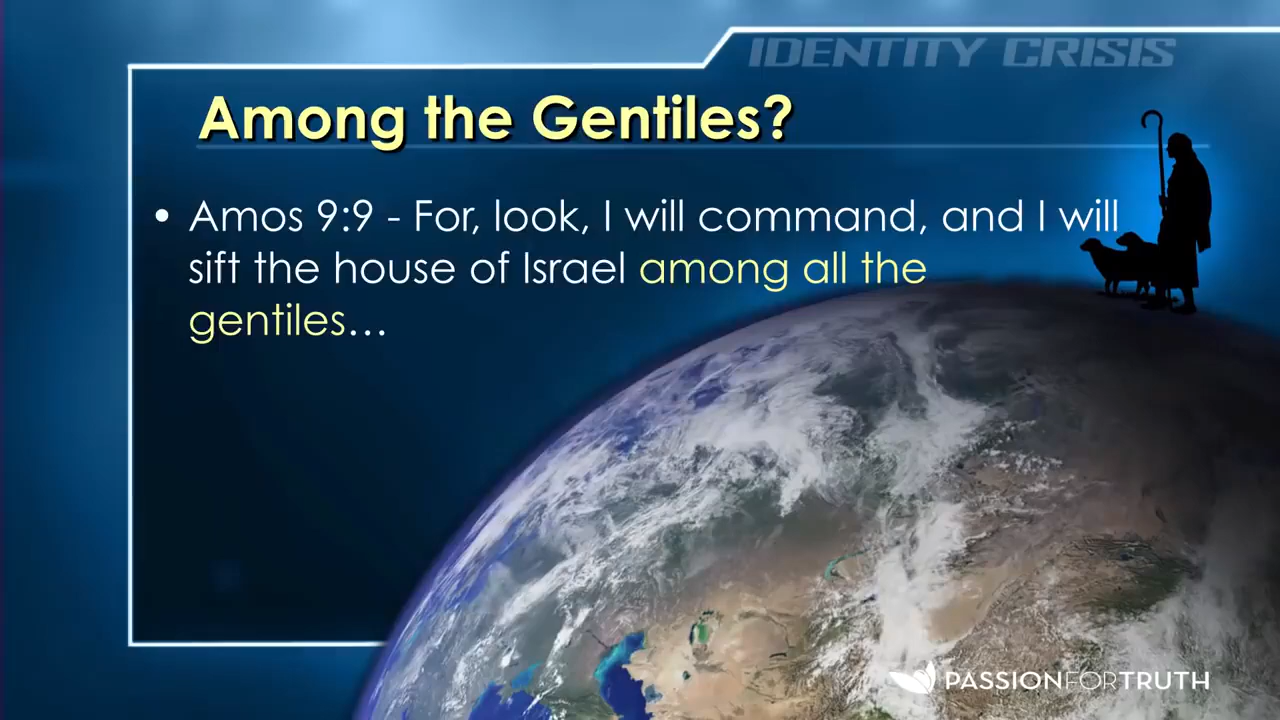 IDENTITY CRISIS
Among the Gentiles?
• Amos 9:9 - For, look, I will command, and I will
sift the house of Israel among all the
gentiles…
PASSIONFORTRUTH